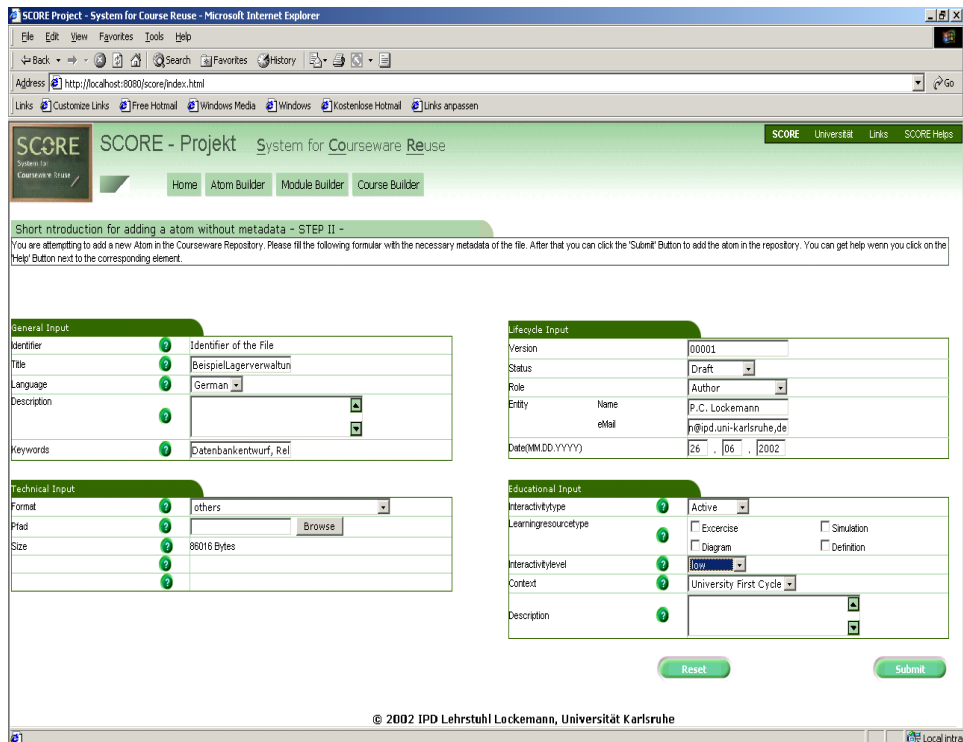 SCORE Project - System for Course Reuse - Microsoft Internet Explorer
File Edit View Favorites Tools Help
Back Search Favorites History
Address http://localhost:8080/score/index.html Go
Links Customize Links Free Hotmail Windows Media Windows Kostenlose Hotmail Links anpassen
SCORE
System for
Courseware Reuse
SCORE - Projekt System for Courseware Reuse
SCORE Universität Links SCORE Helps
Home Atom Builder Module Builder Course Builder
Short ntroduction for adding a atom without metadata - STEP II -
You are attemptting to add a new Atom in the Courseware Repository. Please fill the following formular with the necessary metadata of the file. After that you can click the 'Submit' Button to add the atom in the repository. You can get help wenn you click on the
'Help' Button next to the corresponding element.
General Input
Identifier ? Identifier of the File
Title ? BeispielLagerverwaltun
Language ? German
Description ?
Keywords ? Datenbankentwurf, Rel
Lifecycle Input
Version 00001
Status Draft
Role Author
Entity Name P.C. Lockemann
eMail n@ipd.uni-karlsruhe,de
Date(MM.DD.YYYY) 26 . 06 . 2002
Technical Input
Format ? others
Pfad ? Browse
Size ? 86016 Bytes
?
?
Educational Input
Interactivitytype ? Active
Learningresourcetype ? Excercise Simulation
Diagram Definition
Interactivitylevel ? low
Context ? University First Cycle
Description ?
Reset Submit
© 2002 IPD Lehrstuhl Lockemann, Universität Karlsruhe
Local intra